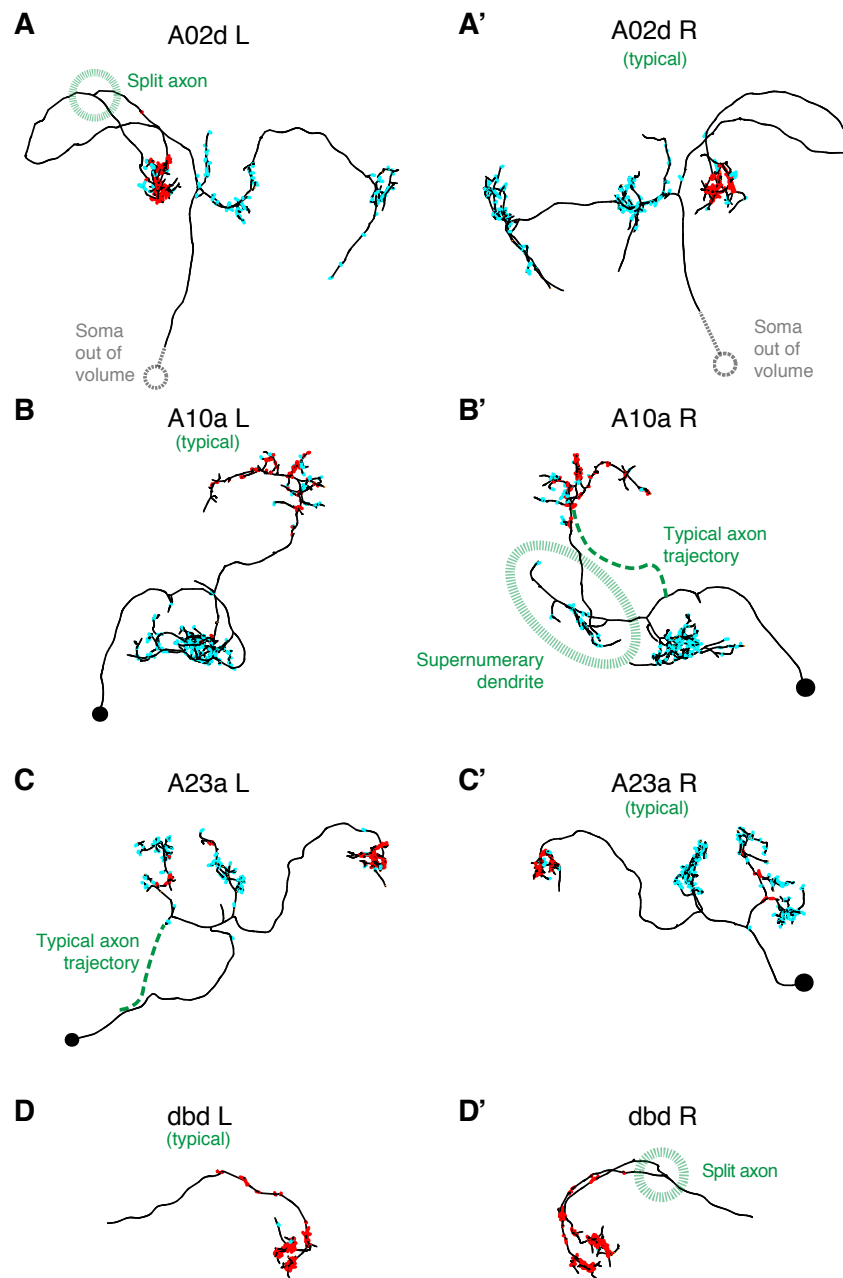 A
A02d L
Split axon
Soma
out of
volume
A'
A02d R
(typical)
Soma
out of
volume
B
A10a L
(typical)
B'
A10a R
Typical axon
trajectory
Supernumerary
dendrite
C
A23a L
Typical axon
trajectory
C'
A23a R
(typical)
D
dbd L
(typical)
D'
dbd R
Split axon